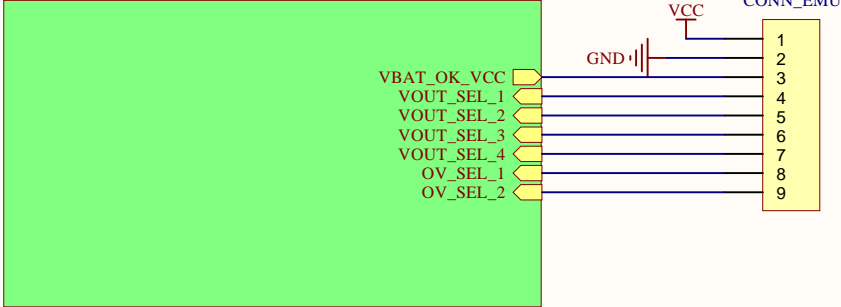 CONN_EMU
VCC
1
GND
2
VBAT_OK_VCC
3
VOUT_SEL_1
4
VOUT_SEL_2
5
VOUT_SEL_3
6
VOUT_SEL_4
7
OV_SEL_1
8
OV_SEL_2
9